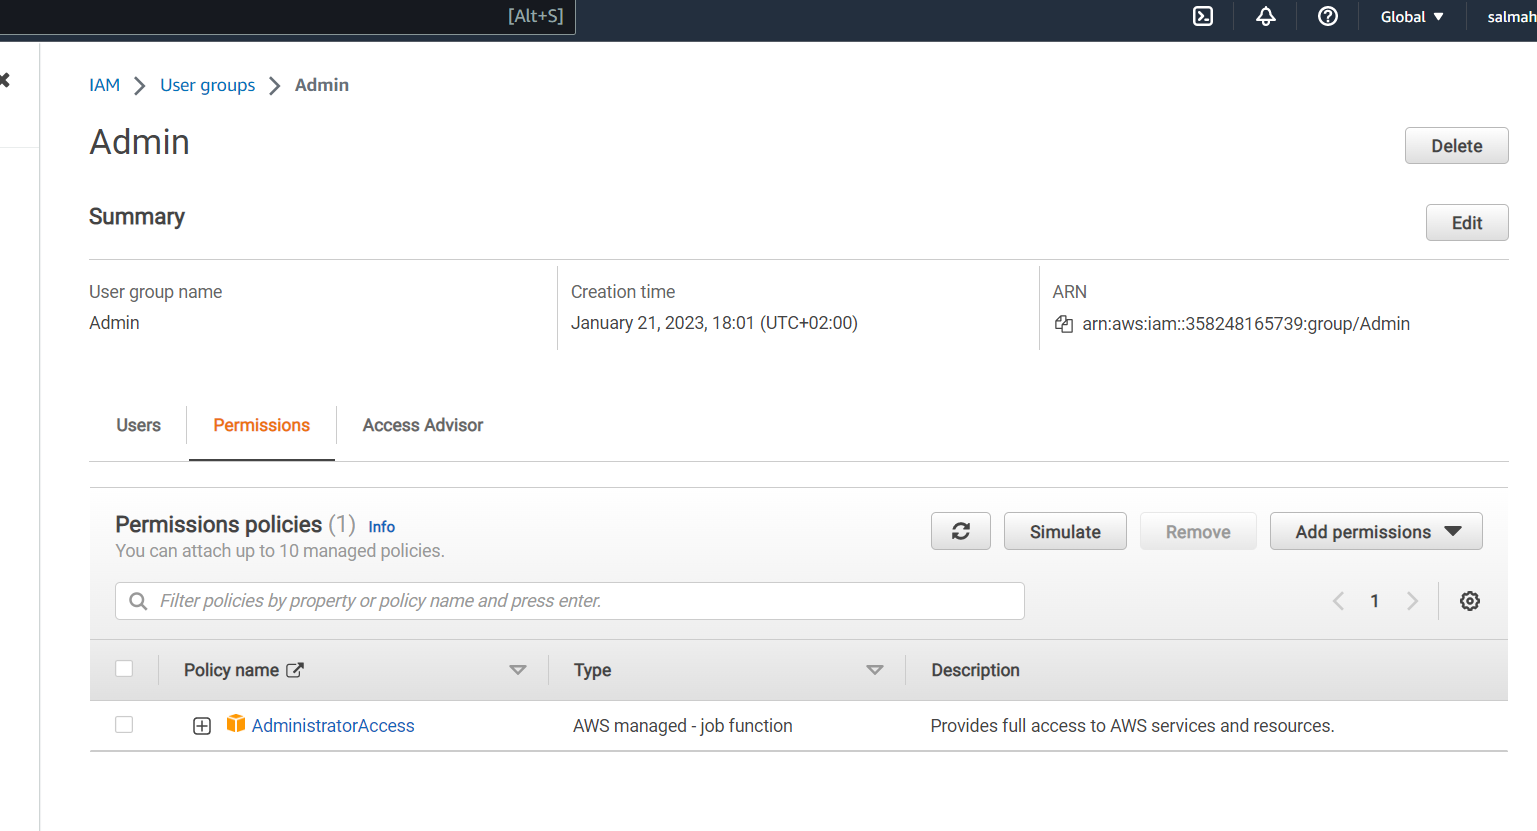 [Alt+S]
Global
salmah
IAM > User groups > Admin
Admin
Delete
Summary
Edit
User group name
Admin
Creation time
January 21, 2023, 18:01 (UTC+02:00)
ARN
arn:aws:iam::358248165739:group/Admin
Users
Permissions
Access Advisor
Permissions policies (1) Info
You can attach up to 10 managed policies.
Simulate
Remove
Add permissions
Filter policies by property or policy name and press enter.
1
Policy name
Type
Description
AdministratorAccess
AWS managed - job function
Provides full access to AWS services and resources.